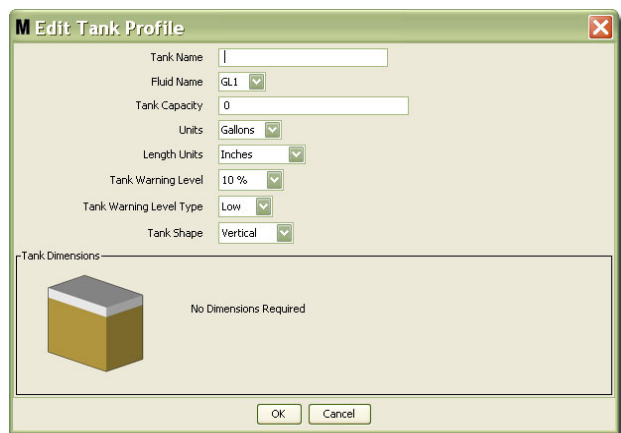 M Edit Tank Profile
Tank Name
Fluid Name GL1
Tank Capacity 0
Units Gallons
Length Units Inches
Tank Warning Level 10 %
Tank Warning Level Type Low
Tank Shape Vertical
Tank Dimensions
No Dimensions Required
OK Cancel